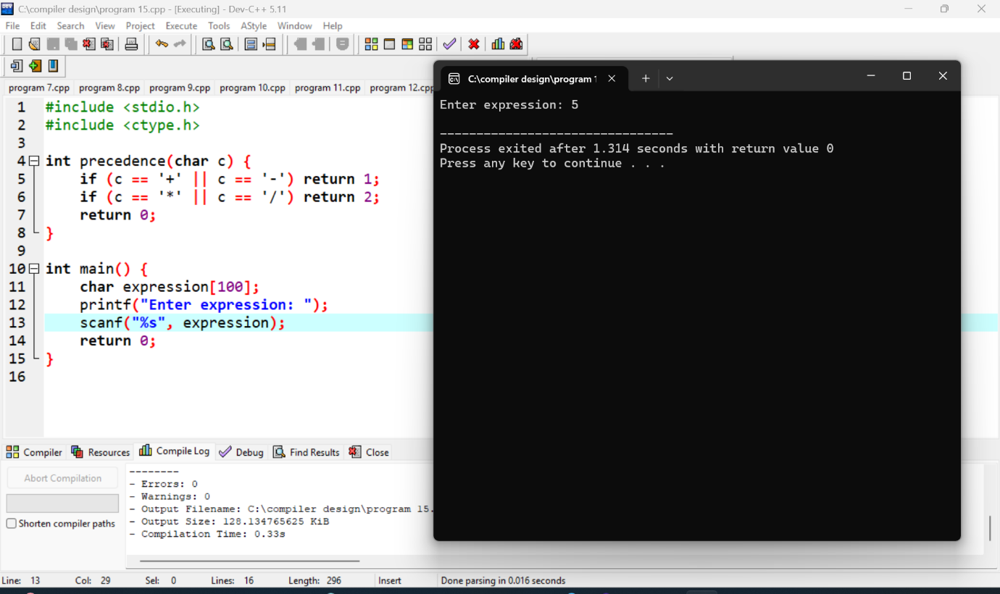 C:\compiler design\program 15.cpp - [Executing] - Dev-C++ 5.11
File Edit Search View Project Execute Tools AStyle Window Help
program 7.cpp program 8.cpp program 9.cpp program 10.cpp program 11.cpp program 12.cpp
1 #include <stdio.h>
2 #include <ctype.h>
3
4 int precedence(char c) {
5 if (c == '+' || c == '-') return 1;
6 if (c == '*' || c == '/') return 2;
7 return 0;
8 }
9
10 int main() {
11 char expression[100];
12 printf("Enter expression: ");
13 scanf("%s", expression);
14 return 0;
15 }
16
C:\compiler design\program 1
Enter expression: 5
--------------------------------
Process exited after 1.314 seconds with return value 0
Press any key to continue . . .
Compiler Resources Compile Log Debug Find Results Close
Abort Compilation
Shorten compiler paths
--------
- Errors: 0
- Warnings: 0
- Output Filename: C:\compiler design\program 15.
- Output Size: 128.134765625 KiB
- Compilation Time: 0.33s
Line: 13 Col: 29 Sel: 0 Lines: 16 Length: 296 Insert Done parsing in 0.016 seconds